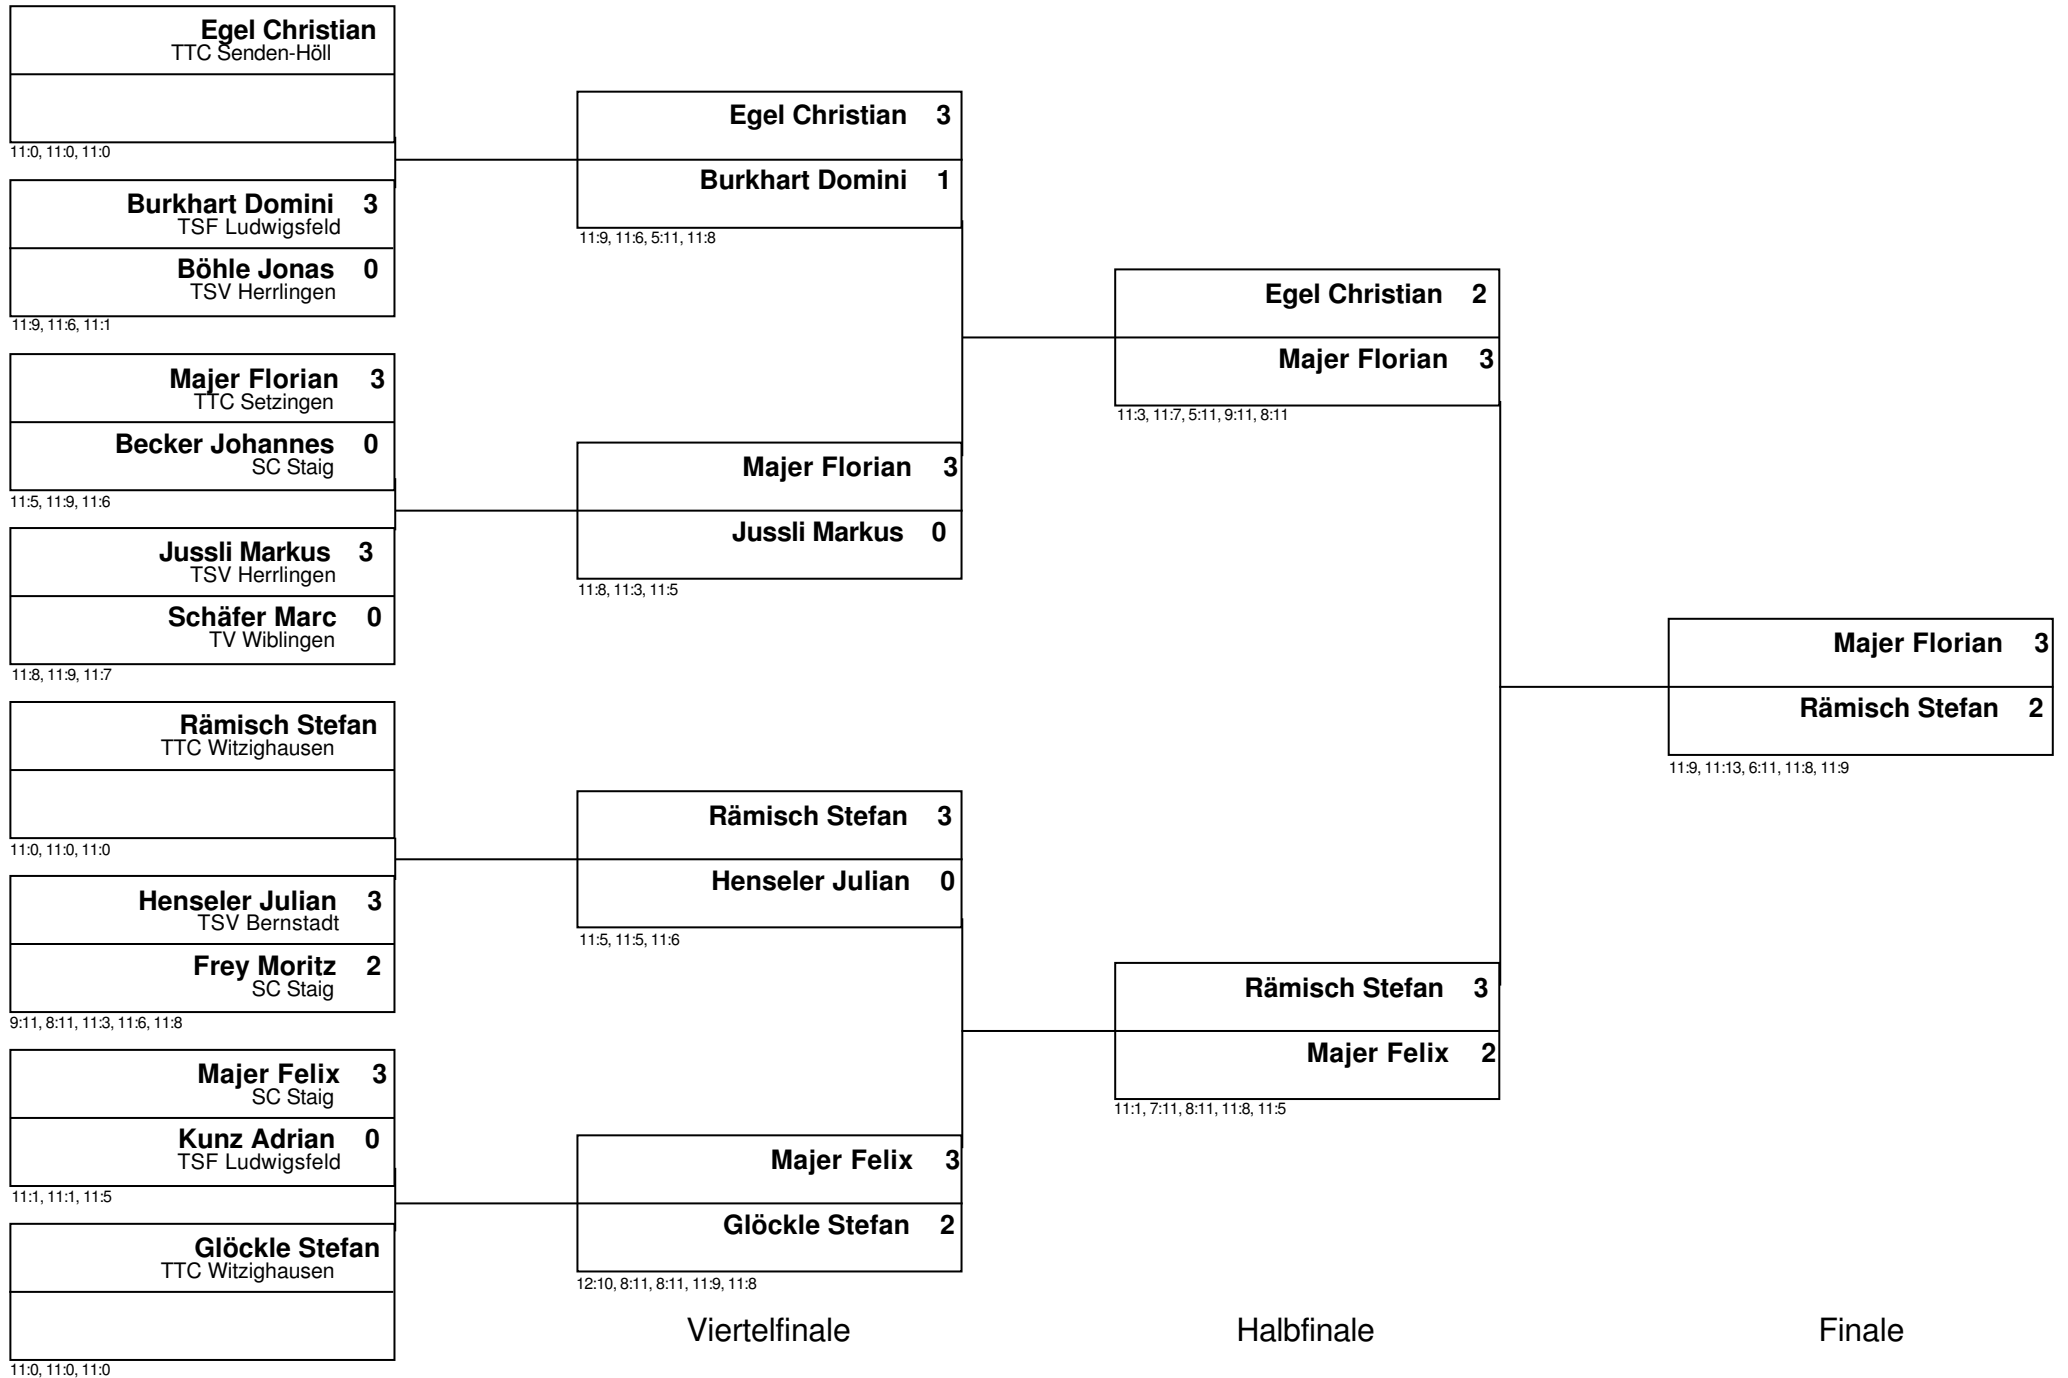 Egel Christian
TTC Senden-Höll
11:0, 11:0, 11:0
Burkhart Domini 3
TSF Ludwigsfeld
Böhle Jonas 0
TSV Herrlingen
11:9, 11:6, 11:1
Majer Florian 3
TTC Setzingen
Becker Johannes 0
SC Staig
11:5, 11:9, 11:6
Jussli Markus 3
TSV Herrlingen
Schäfer Marc 0
TV Wiblingen
11:8, 11:9, 11:7
Rämisch Stefan
TTC Witzighausen
11:0, 11:0, 11:0
Henseler Julian 3
TSV Bernstadt
Frey Moritz 2
SC Staig
9:11, 8:11, 11:3, 11:6, 11:8
Majer Felix 3
SC Staig
Kunz Adrian 0
TSF Ludwigsfeld
11:1, 11:1, 11:5
Glöckle Stefan
TTC Witzighausen
11:0, 11:0, 11:0
Egel Christian 3
Burkhart Domini 1
11:9, 11:6, 5:11, 11:8
Majer Florian 3
Jussli Markus 0
11:8, 11:3, 11:5
Rämisch Stefan 3
Henseler Julian 0
11:5, 11:5, 11:6
Majer Felix 3
Glöckle Stefan 2
12:10, 8:11, 8:11, 11:9, 11:8
Viertelfinale
Egel Christian 2
Majer Florian 3
11:3, 11:7, 5:11, 9:11, 8:11
Rämisch Stefan 3
Majer Felix 2
11:1, 7:11, 8:11, 11:8, 11:5
Halbfinale
Majer Florian 3
Rämisch Stefan 2
11:9, 11:13, 6:11, 11:8, 11:9
Finale